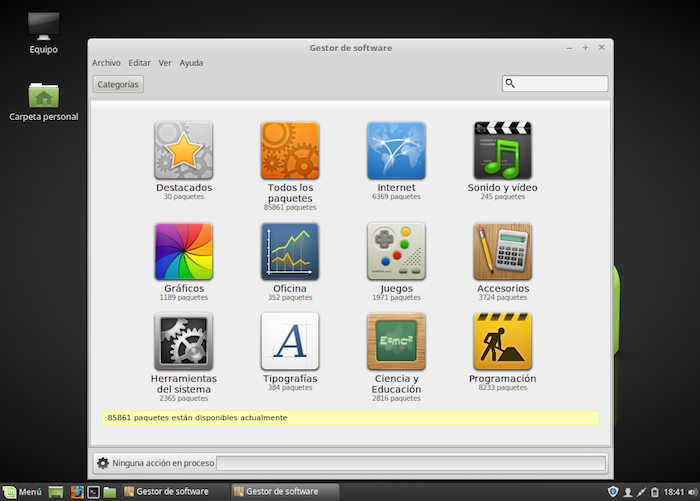 Equipo
Carpeta personal
Gestor de software
Archivo Editar Ver Ayuda
Categorías
Destacados
30 paquetes
Todos los
paquetes
85861 paquetes
Internet
6369 paquetes
Sonido y vídeo
245 paquetes
Gráficos
1189 paquetes
Oficina
352 paquetes
Juegos
1971 paquetes
Accesorios
3724 paquetes
Herramientas
del sistema
2365 paquetes
A
Tipografías
384 paquetes
E=mc²
Ciencia y
Educación
2816 paquetes
Programación
8233 paquetes
85861 paquetes están disponibles actualmente
Ninguna acción en proceso
Menú Gestor de software Gestor de software 18:41